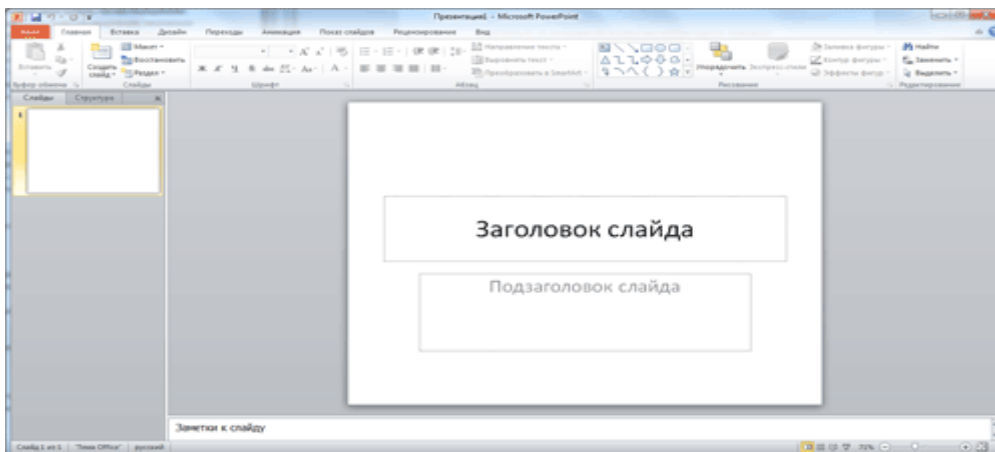 Презентация1 - Microsoft PowerPoint
Файл Главная Вставка Дизайн Переходы Анимация Показ слайдов Рецензирование Вид
Вставить
Создать слайд
Макет
Восстановить
Раздел
Направление текста
Выровнять текст
Преобразовать в SmartArt
Упорядочить Экспресс-стили
Заливка фигуры
Контур фигуры
Эффекты фигур
Найти
Заменить
Выделить
Буфер обмена Слайды Шрифт Абзац Рисование Редактирование
Слайды Структура
1
Заголовок слайда
Подзаголовок слайда
Заметки к слайду
Слайд 1 из 1 "Тема Office" русский 71%